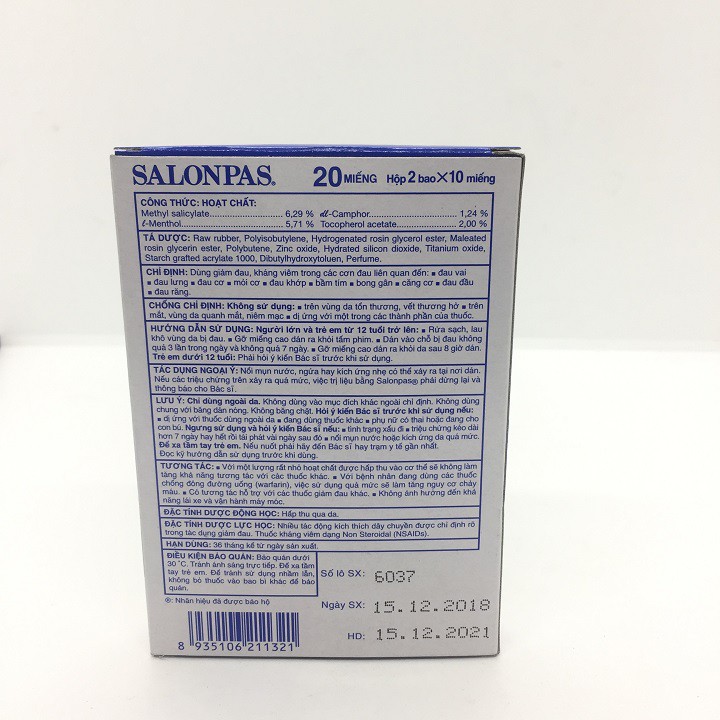 SALONPAS® 20 MIẾNG Hộp 2 bao×10 miếng
CÔNG THỨC: HOẠT CHẤT:
Methyl salicylate........................... 6,29 % dl-Camphor............................... 1,24 %
l-Menthol...................................... 5,71 % Tocopherol acetate.................. 2,00 %
TÁ DƯỢC: Raw rubber, Polyisobutylene, Hydrogenated rosin glycerol ester, Maleated
rosin glycerin ester, Polybutene, Zinc oxide, Hydrated silicon dioxide, Titanium oxide,
Starch grafted acrylate 1000, Dibutylhydroxytoluen, Perfume.
CHỈ ĐỊNH: Dùng giảm đau, kháng viêm trong các cơn đau liên quan đến: ■ đau vai
■ đau lưng ■ đau cơ ■ mỏi cơ ■ đau khớp ■ bầm tím ■ bong gân ■ căng cơ ■ đau đầu
■ đau răng.
CHỐNG CHỈ ĐỊNH: Không sử dụng: ■ trên vùng da tổn thương, vết thương hở ■ trên
mắt, vùng da quanh mắt, niêm mạc ■ dị ứng với một trong các thành phần của thuốc.
HƯỚNG DẪN SỬ DỤNG: Người lớn và trẻ em từ 12 tuổi trở lên: ■ Rửa sạch, lau
khô vùng da bị đau. ■ Gỡ miếng cao dán ra khỏi tấm phim. ■ Dán vào chỗ bị đau không
quá 3 lần trong ngày và không quá 7 ngày. ■ Gỡ miếng cao dán ra khỏi da sau 8 giờ dán.
Trẻ em dưới 12 tuổi: Phải hỏi ý kiến Bác sĩ trước khi sử dụng.
TÁC DỤNG NGOẠI Ý: Nổi mụn nước, ngứa hay kích ứng nhẹ có thể xảy ra tại nơi dán.
Nếu các triệu chứng trên xảy ra quá mức, việc trị liệu bằng Salonpas® phải dừng lại và
thông báo cho Bác sĩ.
LƯU Ý: Chỉ dùng ngoài da. Không dùng vào mục đích khác ngoài chỉ định. Không dùng
chung với băng dán nóng. Không băng chặt. Hỏi ý kiến Bác sĩ trước khi sử dụng nếu:
■ dị ứng với thuốc dùng ngoài da ■ đang dùng thuốc khác ■ phụ nữ có thai hoặc đang cho
con bú. Ngưng sử dụng và hỏi ý kiến Bác sĩ nếu: ■ tình trạng xấu đi ■ triệu chứng kéo dài
hơn 7 ngày hay hết rồi tái phát vài ngày sau đó ■ nổi mụn nước hoặc kích ứng da quá mức.
Để xa tầm tay trẻ em. Nếu nuốt phải hãy đến Bác sĩ hay trạm y tế gần nhất.
Đọc kỹ hướng dẫn sử dụng trước khi dùng.
TƯƠNG TÁC: ■ Với một lượng rất nhỏ hoạt chất được hấp thu vào cơ thể sẽ không làm
tăng khả năng tương tác với các thuốc khác. ■ Với bệnh nhân đang dùng các thuốc
chống đông đường uống (warfarin), việc sử dụng quá mức sẽ làm tăng nguy cơ chảy
máu. ■ Có tương tác hỗ trợ với các thuốc giảm đau khác. ■ Không ảnh hưởng đến khả
năng lái xe và vận hành máy móc.
ĐẶC TÍNH DƯỢC ĐỘNG HỌC: Hấp thu qua da.
ĐẶC TÍNH DƯỢC LỰC HỌC: Nhiều tác động kích thích dây chuyền được chỉ định rõ
trong tác dụng giảm đau. Thuốc kháng viêm dạng Non Steroidal (NSAIDs).
HẠN DÙNG: 36 tháng kể từ ngày sản xuất.
ĐIỀU KIỆN BẢO QUẢN: Bảo quản dưới
30˚C. Tránh ánh sáng trực tiếp. Để xa tầm
tay trẻ em. Để tránh sử dụng nhầm lẫn,
không bỏ thuốc vào bao bì khác để bảo
quản.
®: Nhãn hiệu đã được bảo hộ
Số lô SX: 6037
Ngày SX: 15.12.2018
HD: 15.12.2021
8 935106 211321